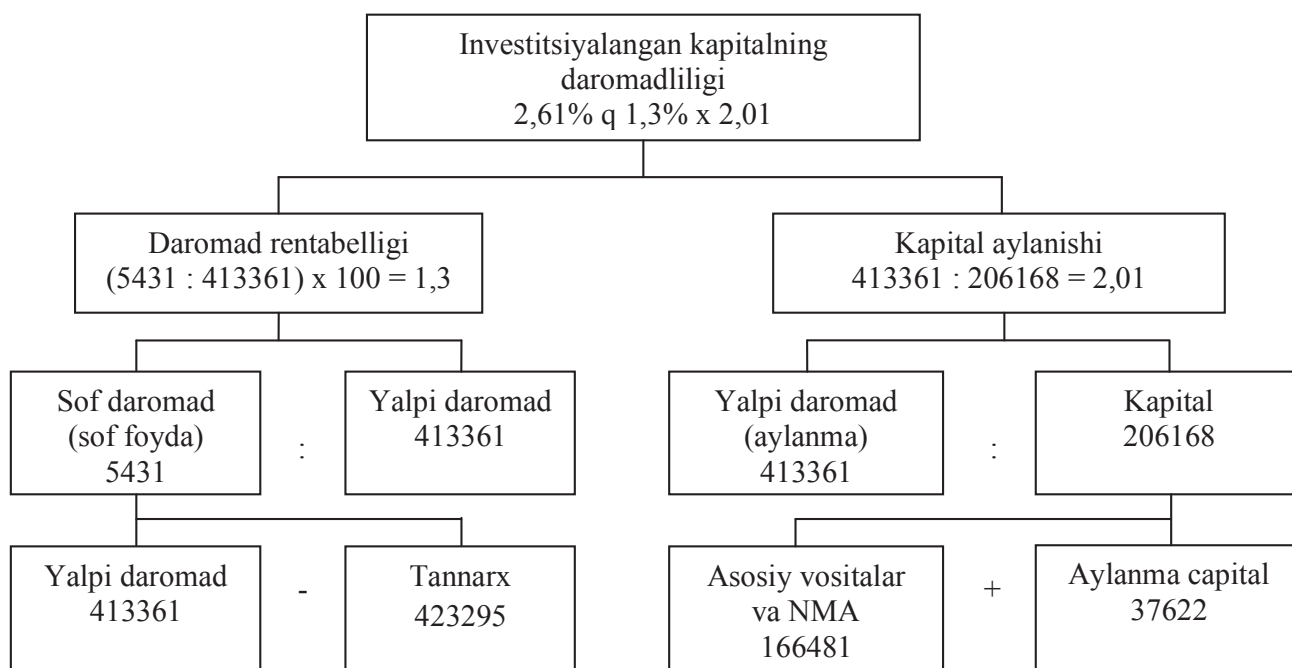 Investitsiyalangan kapitalning
daromadliligi
2,61% q 1,3% x 2,01
Daromad rentabelligi
(5431 : 413361) x 100 = 1,3
Kapital aylanishi
413361 : 206168 = 2,01
Sof daromad
(sof foyda)
5431
:
Yalpi daromad
413361
Yalpi daromad
(aylanma)
413361
:
Kapital
206168
Yalpi daromad
413361
-
Tannarx
423295
Asosiy vositalar
va NMA
166481
+
Aylanma capital
37622